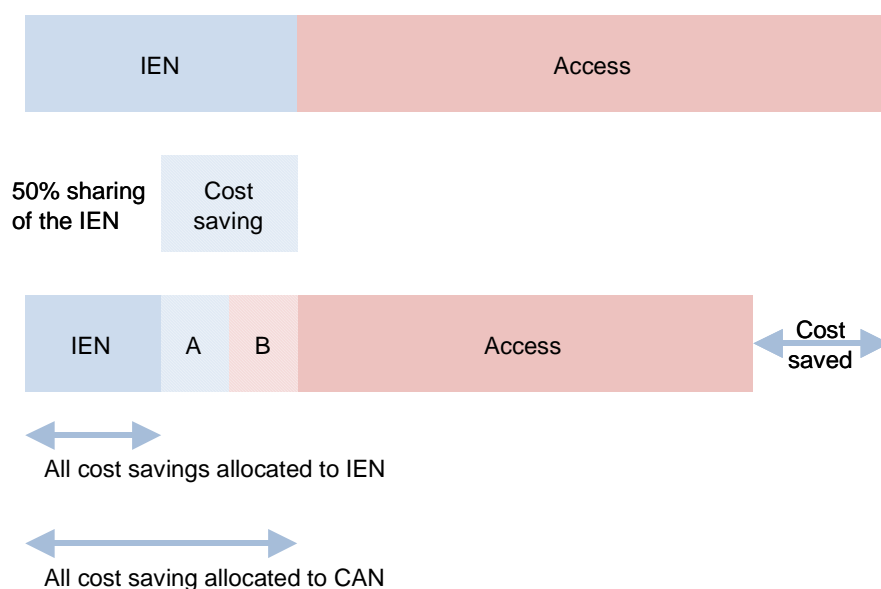 IEN
Access
50% sharing
of the IEN
Cost
saving
IEN
A
B
Access
Cost
saved
All cost savings allocated to IEN
All cost saving allocated to CAN